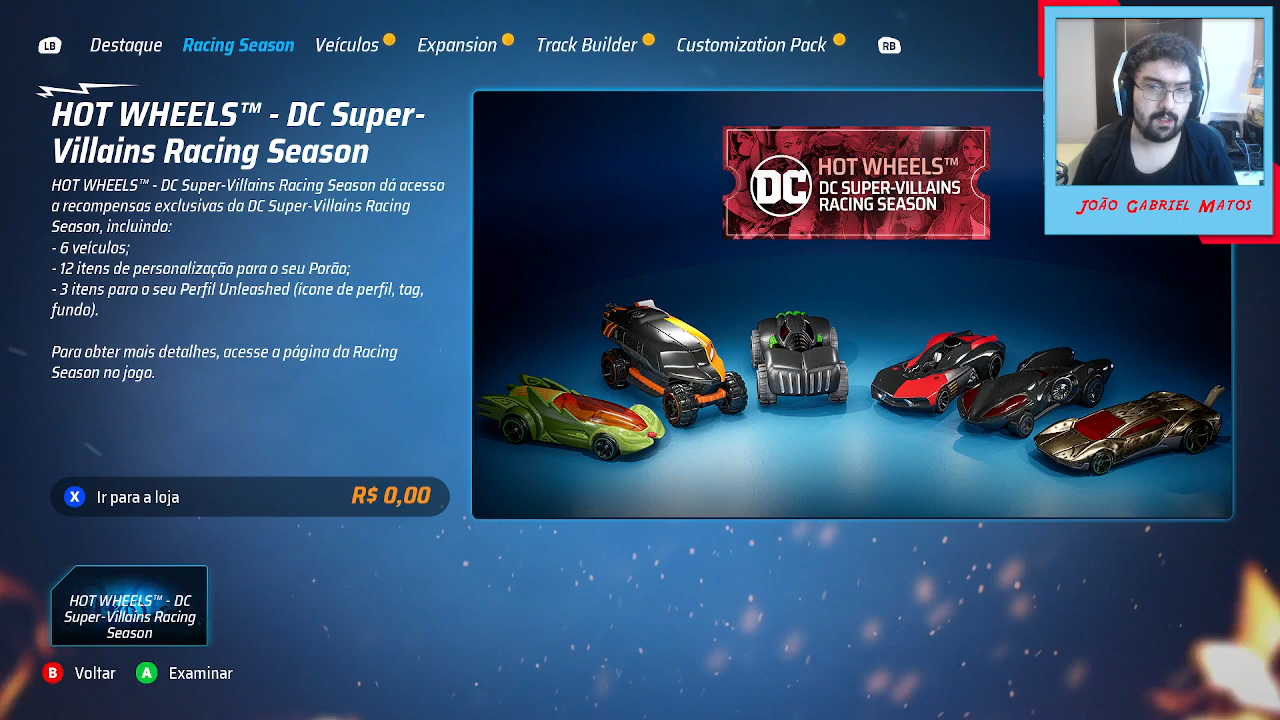 LB
Destaque
Racing Season
Veículos
Expansion
Track Builder
Customization Pack
RB
HOT WHEELS™ - DC Super-
Villains Racing Season
HOT WHEELS™ - DC Super-Villains Racing Season dá acesso
a recompensas exclusivas da DC Super-Villains Racing
Season, incluindo:
- 6 veículos;
- 12 itens de personalização para o seu Porão;
- 3 itens para o seu Perfil Unleashed (ícone de perfil, tag,
fundo).
Para obter mais detalhes, acesse a página da Racing
Season no jogo.
X Ir para a loja R$ 0,00
DC
HOT WHEELS™
DC SUPER-VILLAINS
RACING SEASON
João Gabriel Matos
HOT WHEELS™ - DC
Super-Villains Racing
Season
B Voltar A Examinar